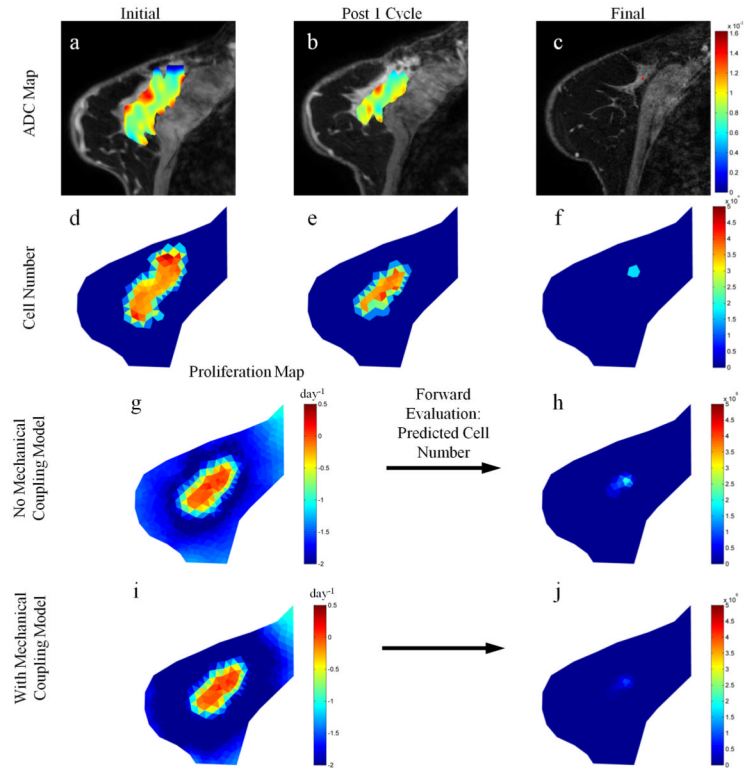 Initial
Post 1 Cycle
Final
ADC Map
a
b
c
1.6
1.4
1.2
1
0.8
0.6
0.4
0.2
0
Cell Number
d
e
f
5
4.5
4
3.5
3
2.5
2
1.5
1
0.5
0
Proliferation Map
No Mechanical
Coupling Model
g
day⁻¹
0.5
0
-0.5
-1
-1.5
-2
Forward
Evaluation:
Predicted Cell
Number
h
5
4.5
4
3.5
3
2.5
2
1.5
1
0.5
0
With Mechanical
Coupling Model
i
day⁻¹
0.5
0
-0.5
-1
-1.5
-2
j
5
4.5
4
3.5
3
2.5
2
1.5
1
0.5
0